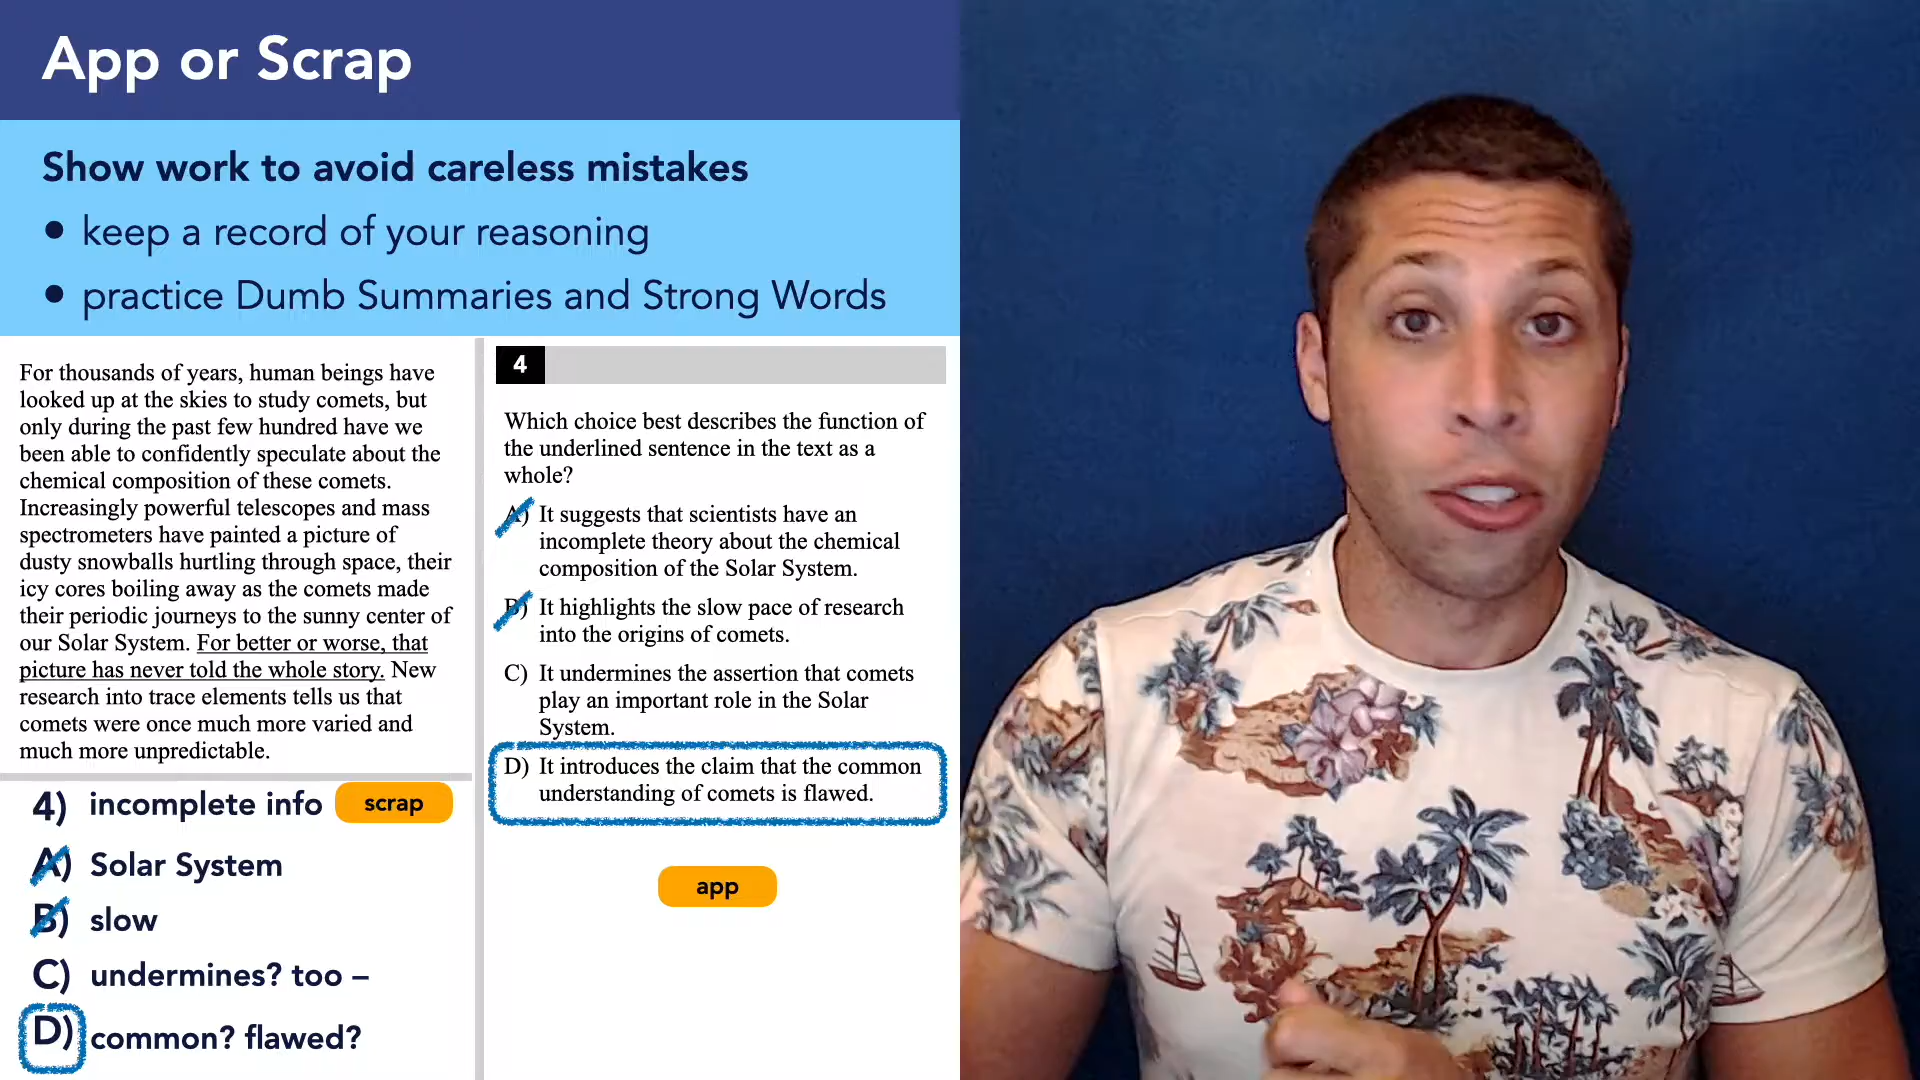 App or Scrap
Show work to avoid careless mistakes
• keep a record of your reasoning
• practice Dumb Summaries and Strong Words
For thousands of years, human beings have
looked up at the skies to study comets, but
only during the past few hundred have we
been able to confidently speculate about the
chemical composition of these comets.
Increasingly powerful telescopes and mass
spectrometers have painted a picture of
dusty snowballs hurtling through space, their
icy cores boiling away as the comets made
their periodic journeys to the sunny center of
our Solar System. For better or worse, that
picture has never told the whole story. New
research into trace elements tells us that
comets were once much more varied and
much more unpredictable.
4) incomplete info scrap
A) Solar System
B) slow
C) undermines? too –
D) common? flawed?
4
Which choice best describes the function of
the underlined sentence in the text as a
whole?
A) It suggests that scientists have an
incomplete theory about the chemical
composition of the Solar System.
B) It highlights the slow pace of research
into the origins of comets.
C) It undermines the assertion that comets
play an important role in the Solar
System.
D) It introduces the claim that the common
understanding of comets is flawed.
app